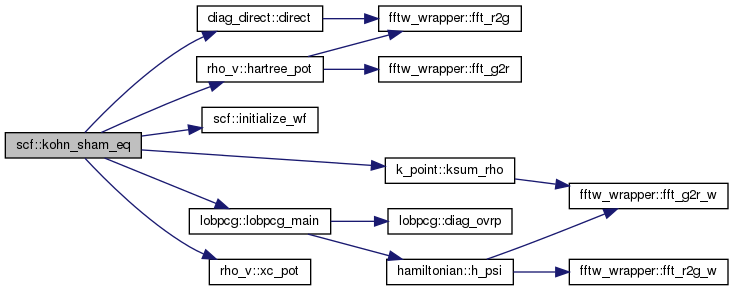 diag_direct::direct
fftw_wrapper::fft_r2g
rho_v::hartree_pot
fftw_wrapper::fft_g2r
scf::initialize_wf
scf::kohn_sham_eq
k_point::ksum_rho
fftw_wrapper::fft_g2r_w
lobpcg::lobpcg_main
lobpcg::diag_ovrp
rho_v::xc_pot
hamiltonian::h_psi
fftw_wrapper::fft_r2g_w